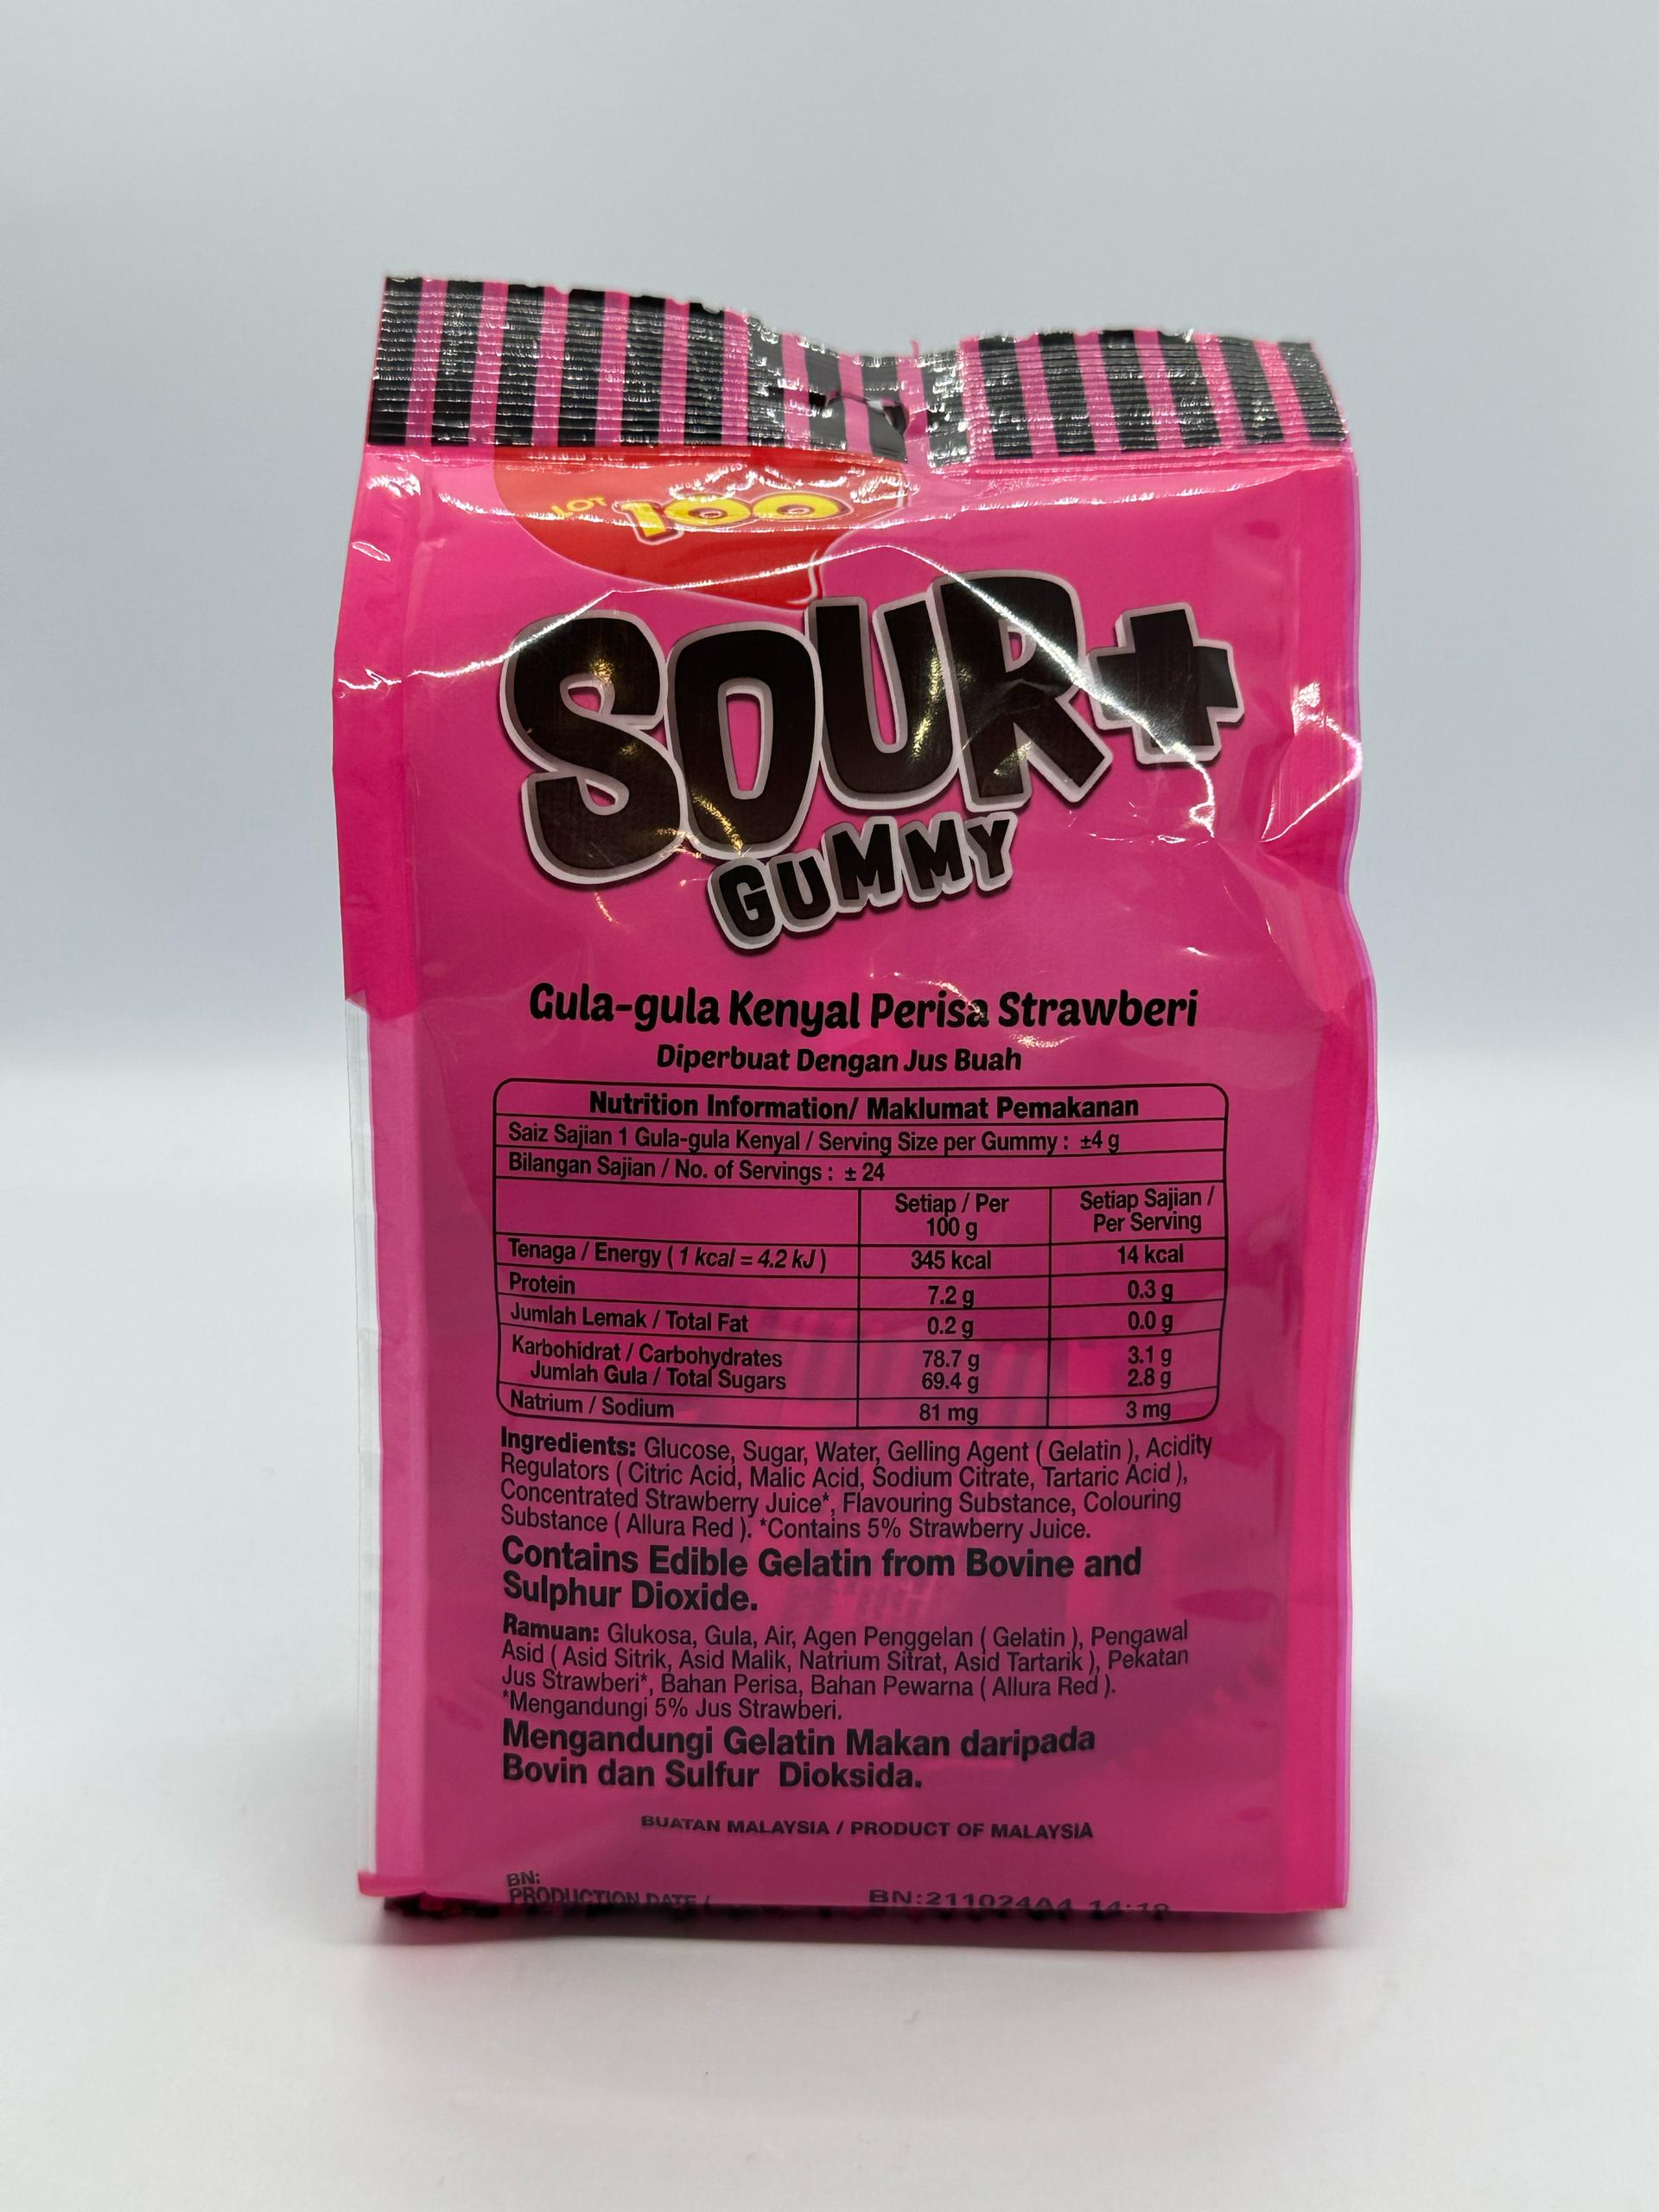 LOT 100
SOUR+
GUMMY
Gula-gula Kenyal Perisa Strawberi
Diperbuat Dengan Jus Buah
Nutrition Information/ Maklumat Pemakanan
Saiz Sajian 1 Gula-gula Kenyal / Serving Size per Gummy : ±4 g
Bilangan Sajian / No. of Servings : ± 24
Setiap / Per 100 g Setiap Sajian / Per Serving
Tenaga / Energy ( 1 kcal = 4.2 kJ ) 345 kcal 14 kcal
Protein 7.2 g 0.3 g
Jumlah Lemak / Total Fat 0.2 g 0.0 g
Karbohidrat / Carbohydrates 78.7 g 3.1 g
Jumlah Gula / Total Sugars 69.4 g 2.8 g
Natrium / Sodium 81 mg 3 mg
Ingredients: Glucose, Sugar, Water, Gelling Agent ( Gelatin ), Acidity
Regulators ( Citric Acid, Malic Acid, Sodium Citrate, Tartaric Acid ),
Concentrated Strawberry Juice*, Flavouring Substance, Colouring
Substance ( Allura Red ). *Contains 5% Strawberry Juice.
Contains Edible Gelatin from Bovine and
Sulphur Dioxide.
Ramuan: Glukosa, Gula, Air, Agen Penggelan ( Gelatin ), Pengawal
Asid ( Asid Sitrik, Asid Malik, Natrium Sitrat, Asid Tartarik ), Pekatan
Jus Strawberi*, Bahan Perisa, Bahan Pewarna ( Allura Red ).
*Mengandungi 5% Jus Strawberi.
Mengandungi Gelatin Makan daripada
Bovin dan Sulfur Dioksida.
BUATAN MALAYSIA / PRODUCT OF MALAYSIA
BN:
PRODUCTION DATE / BN:211024A4